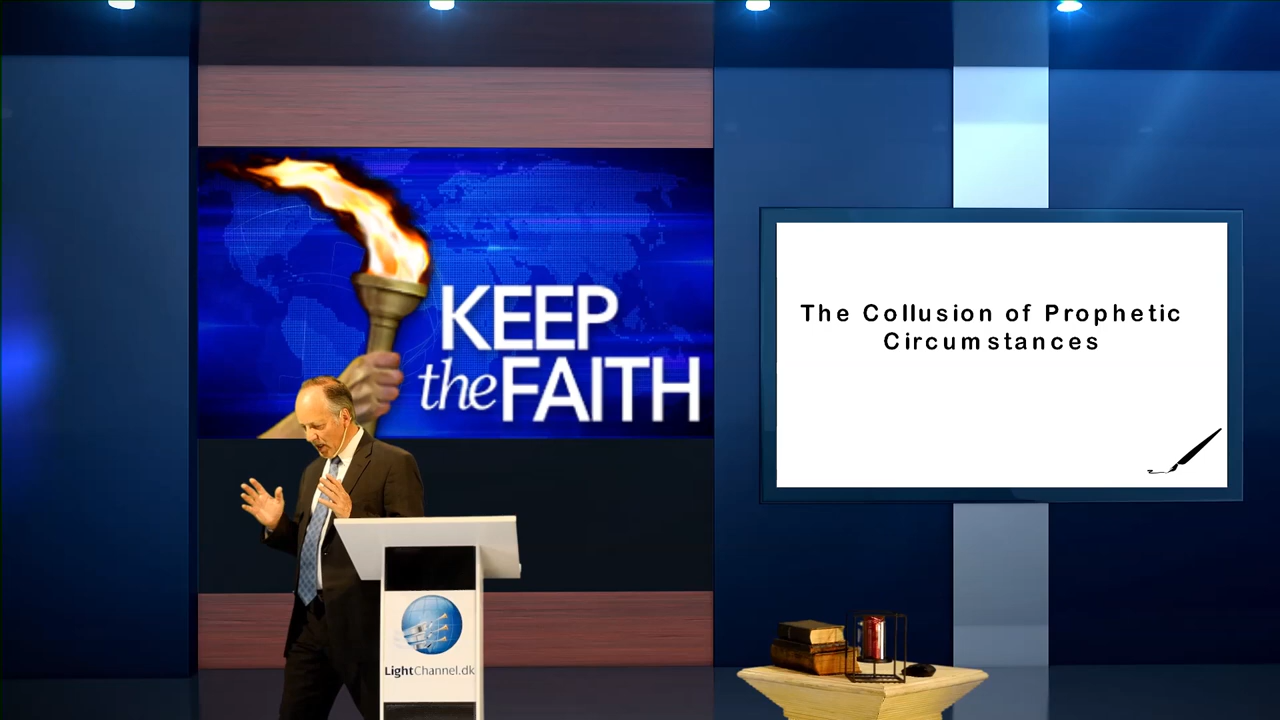 KEEP
the FAITH
The Collusion of Prophetic
Circumstances
LightChannel.dk